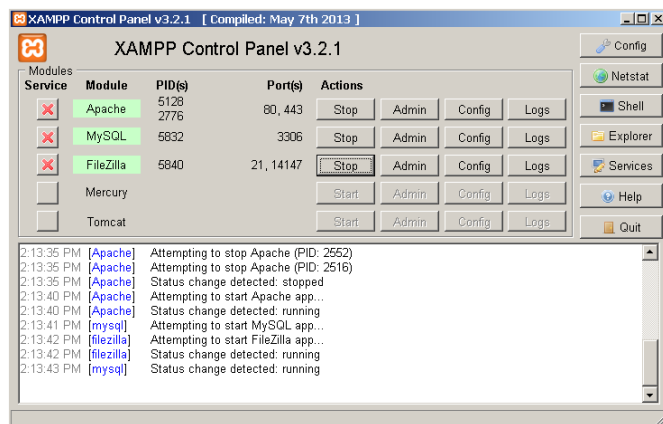 XAMPP Control Panel v3.2.1 [ Compiled: May 7th 2013 ]
XAMPP Control Panel v3.2.1
Config
Modules
Service Module PID(s) Port(s) Actions
Netstat
Apache 5128 2776 80, 443 Stop Admin Config Logs
Shell
MySQL 5832 3306 Stop Admin Config Logs
Explorer
FileZilla 5840 21, 14147 Stop Admin Config Logs
Services
Mercury Start Admin Config Logs
Help
Tomcat Start Admin Config Logs
Quit
2:13:35 PM [Apache] Attempting to stop Apache (PID: 2552)
2:13:35 PM [Apache] Attempting to stop Apache (PID: 2516)
2:13:35 PM [Apache] Status change detected: stopped
2:13:40 PM [Apache] Attempting to start Apache app...
2:13:40 PM [Apache] Status change detected: running
2:13:41 PM [mysql] Attempting to start MySQL app...
2:13:42 PM [filezilla] Attempting to start FileZilla app...
2:13:42 PM [filezilla] Status change detected: running
2:13:43 PM [mysql] Status change detected: running